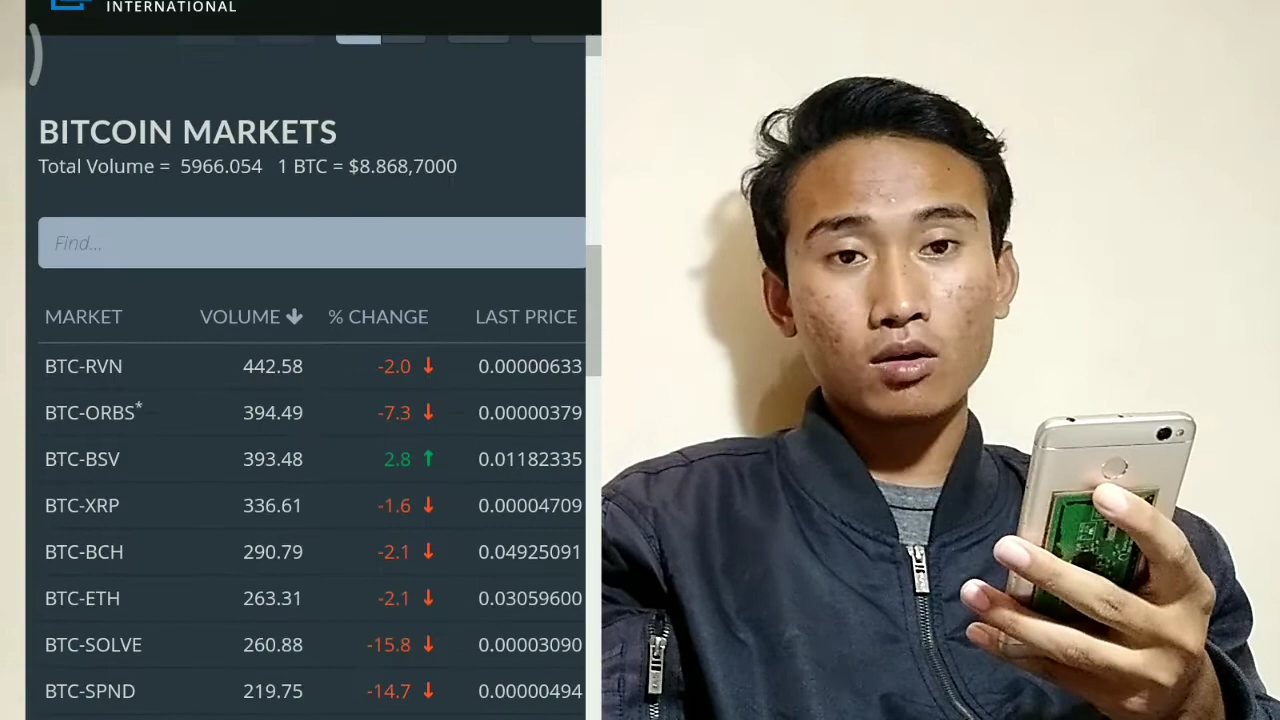 INTERNATIONAL
BITCOIN MARKETS
Total Volume = 5966.054 1 BTC = $8.868,7000
Find...
MARKET VOLUME % CHANGE LAST PRICE
BTC-RVN 442.58 -2.0 0.00000633
BTC-ORBS* 394.49 -7.3 0.00000379
BTC-BSV 393.48 2.8 0.01182335
BTC-XRP 336.61 -1.6 0.00004709
BTC-BCH 290.79 -2.1 0.04925091
BTC-ETH 263.31 -2.1 0.03059600
BTC-SOLVE 260.88 -15.8 0.00003090
BTC-SPND 219.75 -14.7 0.00000494